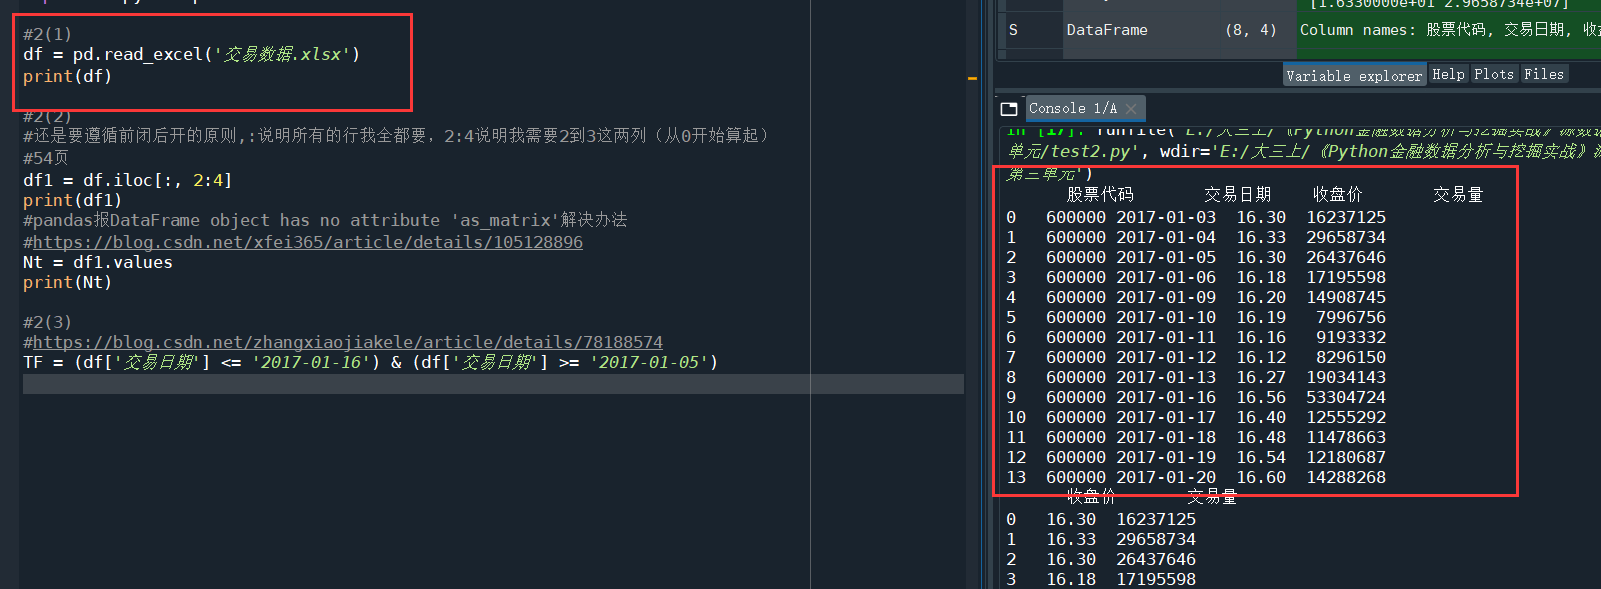 #2(1)
df = pd.read_excel('交易数据.xlsx')
print(df)
#2(2)
#还是要遵循前闭后开的原则,:说明所有的行我全都要，2:4说明我需要2到3这两列（从0开始算起）
#54页
df1 = df.iloc[:, 2:4]
print(df1)
#pandas报DataFrame object has no attribute 'as_matrix'解决办法
#https://blog.csdn.net/xfei365/article/details/105128896
Nt = df1.values
print(Nt)
#2(3)
#https://blog.csdn.net/zhangxiaojiakele/article/details/78188574
TF = (df['交易日期'] <= '2017-01-16') & (df['交易日期'] >= '2017-01-05')
[1.6330000e+01 2.9658734e+07]
S DataFrame (8, 4) Column names: 股票代码, 交易日期, 收
Variable explorer Help Plots Files
Console 1/A
In [17]: runfile('E:/大三上/《Python金融数据分析与挖掘实战》源数
单元/test2.py', wdir='E:/大三上/《Python金融数据分析与挖掘实战》源
第三单元')
股票代码 交易日期 收盘价 交易量
0 600000 2017-01-03 16.30 16237125
1 600000 2017-01-04 16.33 29658734
2 600000 2017-01-05 16.30 26437646
3 600000 2017-01-06 16.18 17195598
4 600000 2017-01-09 16.20 14908745
5 600000 2017-01-10 16.19 7996756
6 600000 2017-01-11 16.16 9193332
7 600000 2017-01-12 16.12 8296150
8 600000 2017-01-13 16.27 19034143
9 600000 2017-01-16 16.56 53304724
10 600000 2017-01-17 16.40 12555292
11 600000 2017-01-18 16.48 11478663
12 600000 2017-01-19 16.54 12180687
13 600000 2017-01-20 16.60 14288268
收盘价 交易量
0 16.30 16237125
1 16.33 29658734
2 16.30 26437646
3 16.18 17195598